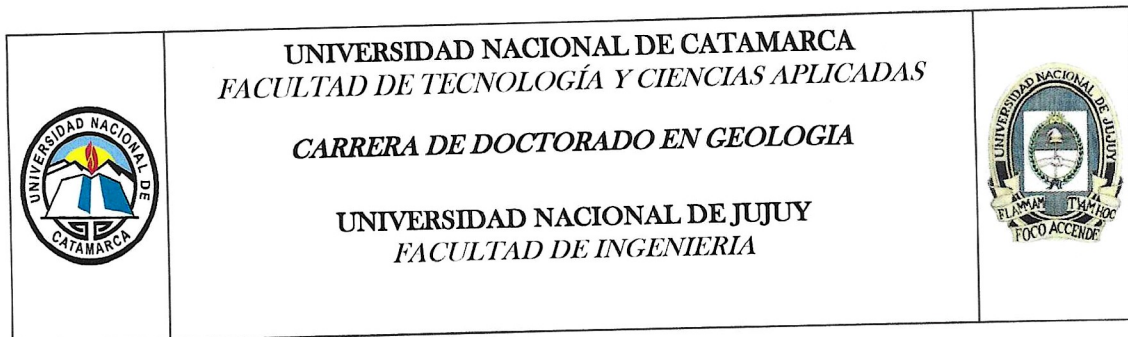 UNIVERSIDAD NACIONAL DE CATAMARCA
FACULTAD DE TECNOLOGÍA Y CIENCIAS APLICADAS
CARRERA DE DOCTORADO EN GEOLOGIA
UNIVERSIDAD NACIONAL DE JUJUY
FACULTAD DE INGENIERIA
UNIVERSIDAD NACIONAL DE
CATAMARCA
UNIVERSIDAD NACIONAL DE JUJUY
FLAMMAM
FOCO ACCENDE